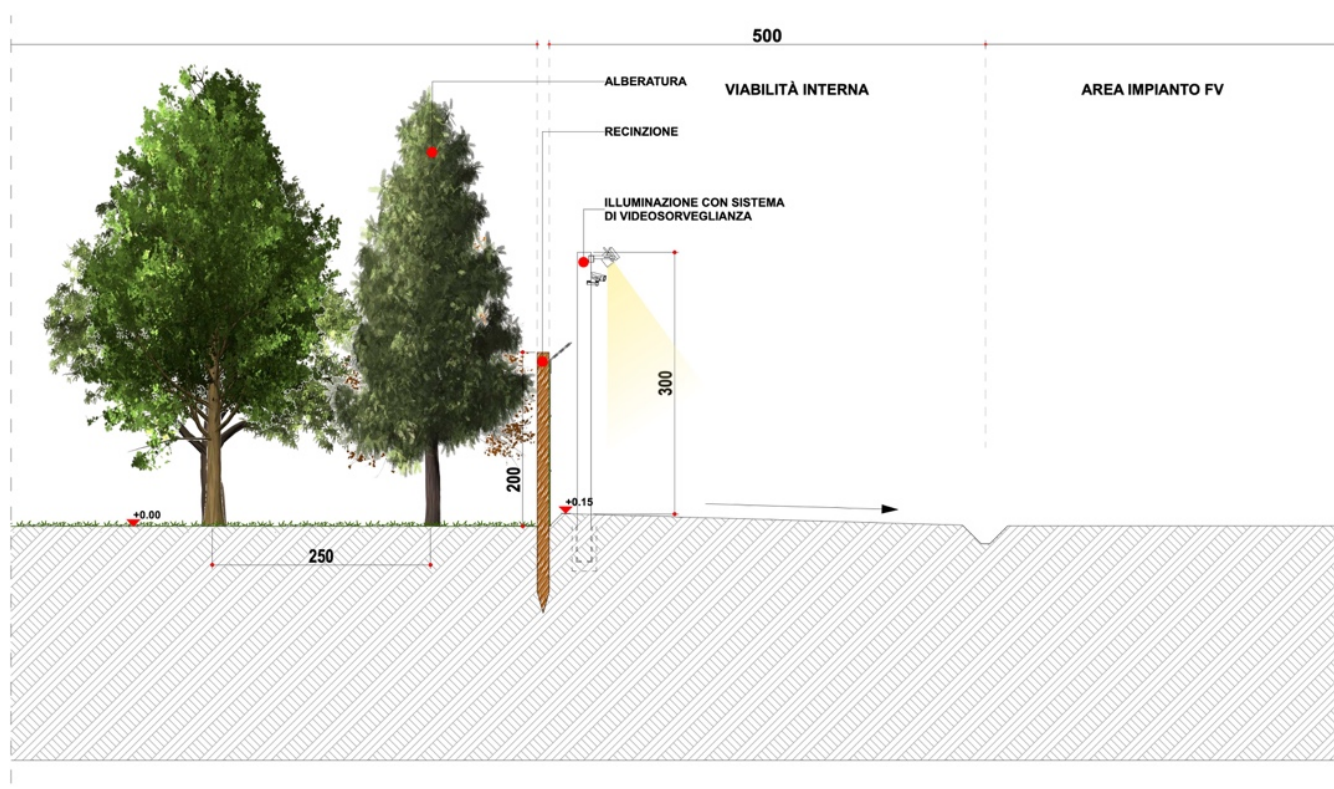 500
ALBERATURA
VIABILITÀ INTERNA
AREA IMPIANTO FV
RECINZIONE
ILLUMINAZIONE CON SISTEMA
DI VIDEOSORVEGLIANZA
300
200
+0.15
+0.00
250